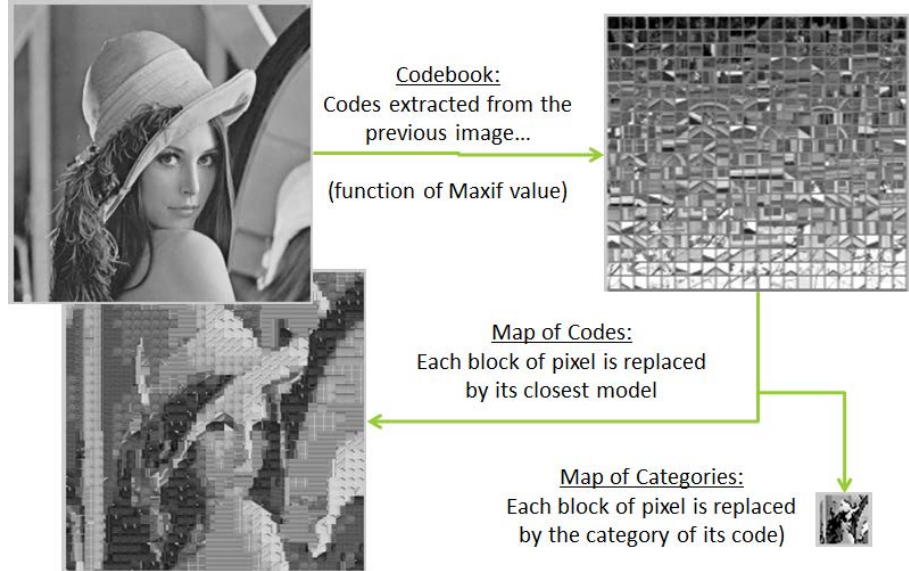 Codebook:
Codes extracted from the
previous image...
(function of Maxif value)
Map of Codes:
Each block of pixel is replaced
by its closest model
Map of Categories:
Each block of pixel is replaced
by the category of its code)